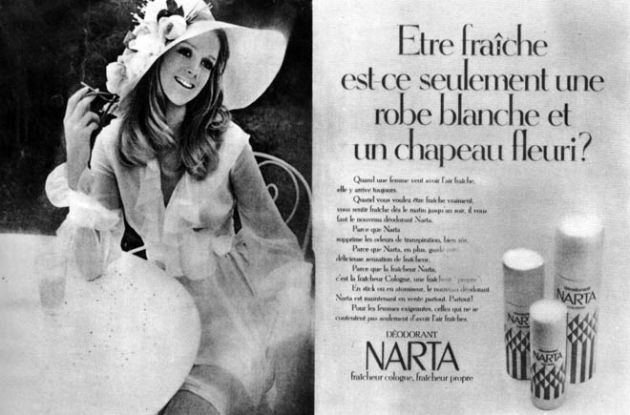 Etre fraîche
est-ce seulement une
robe blanche et
un chapeau fleuri?
Quand une femme veut avoir l'air fraîche,
elle y arrive toujours.
Quand vous voulez être fraîche vraiment,
vous sentir fraîche dès le matin jusqu'au soir, il vous
faut le nouveau déodorant Narta.
Parce que Narta
supprime les odeurs de transpiration, bien sûr.
Parce que Narta, en plus, cette
délicieuse sensation de fraîcheur.
Parce que la fraîcheur Narta,
c'est la fraîcheur Cologne, une fraîcheur "propre".
En stick ou en atomiseur, le nouveau déodorant
Narta est maintenant en vente partout. Partout!
Pour les femmes exigeantes, celles qui ne se
contentent pas seulement d'avoir l'air fraîches.
DÉODORANT
NARTA
fraîcheur cologne, fraîcheur propre
déodorant
NARTA
NARTA
NARTA